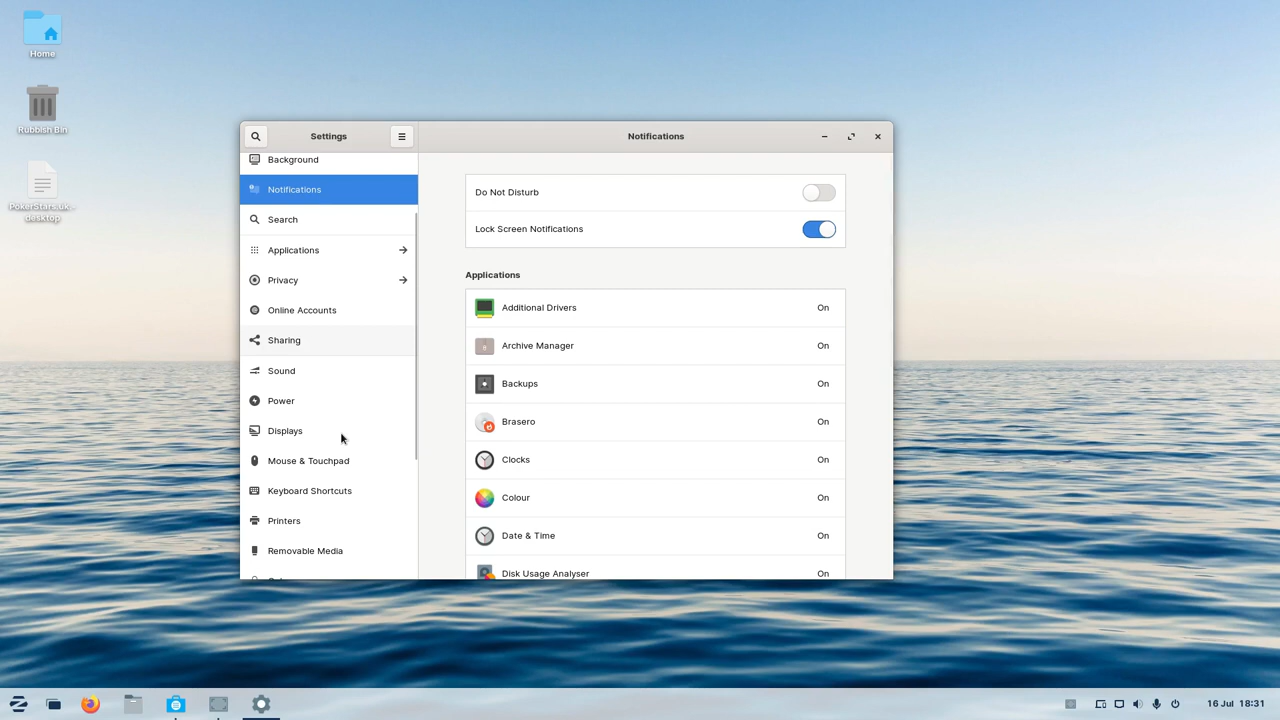 Home
Rubbish Bin
PokerStars.uk.-
desktop
Settings
Background
Notifications
Search
Applications
Privacy
Online Accounts
Sharing
Sound
Power
Displays
Mouse & Touchpad
Keyboard Shortcuts
Printers
Removable Media
Notifications
Do Not Disturb
Lock Screen Notifications
Applications
Additional Drivers On
Archive Manager On
Backups On
Brasero On
Clocks On
Colour On
Date & Time On
Disk Usage Analyser On
16 Jul 18:31